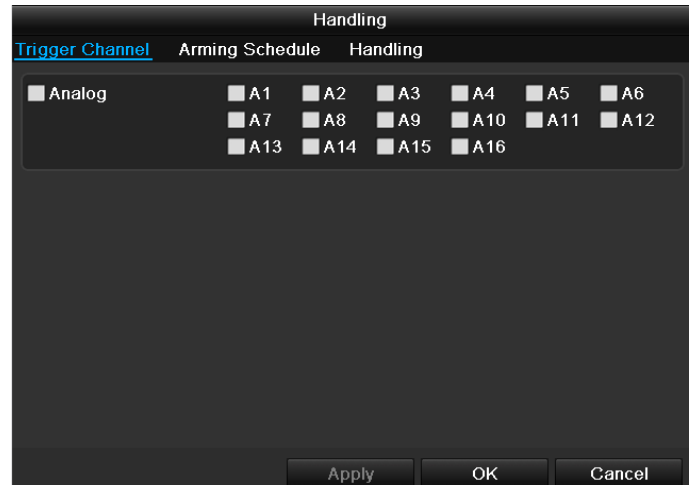 Handling
Trigger Channel Arming Schedule Handling
Analog A1 A2 A3 A4 A5 A6
A7 A8 A9 A10 A11 A12
A13 A14 A15 A16
Apply OK Cancel